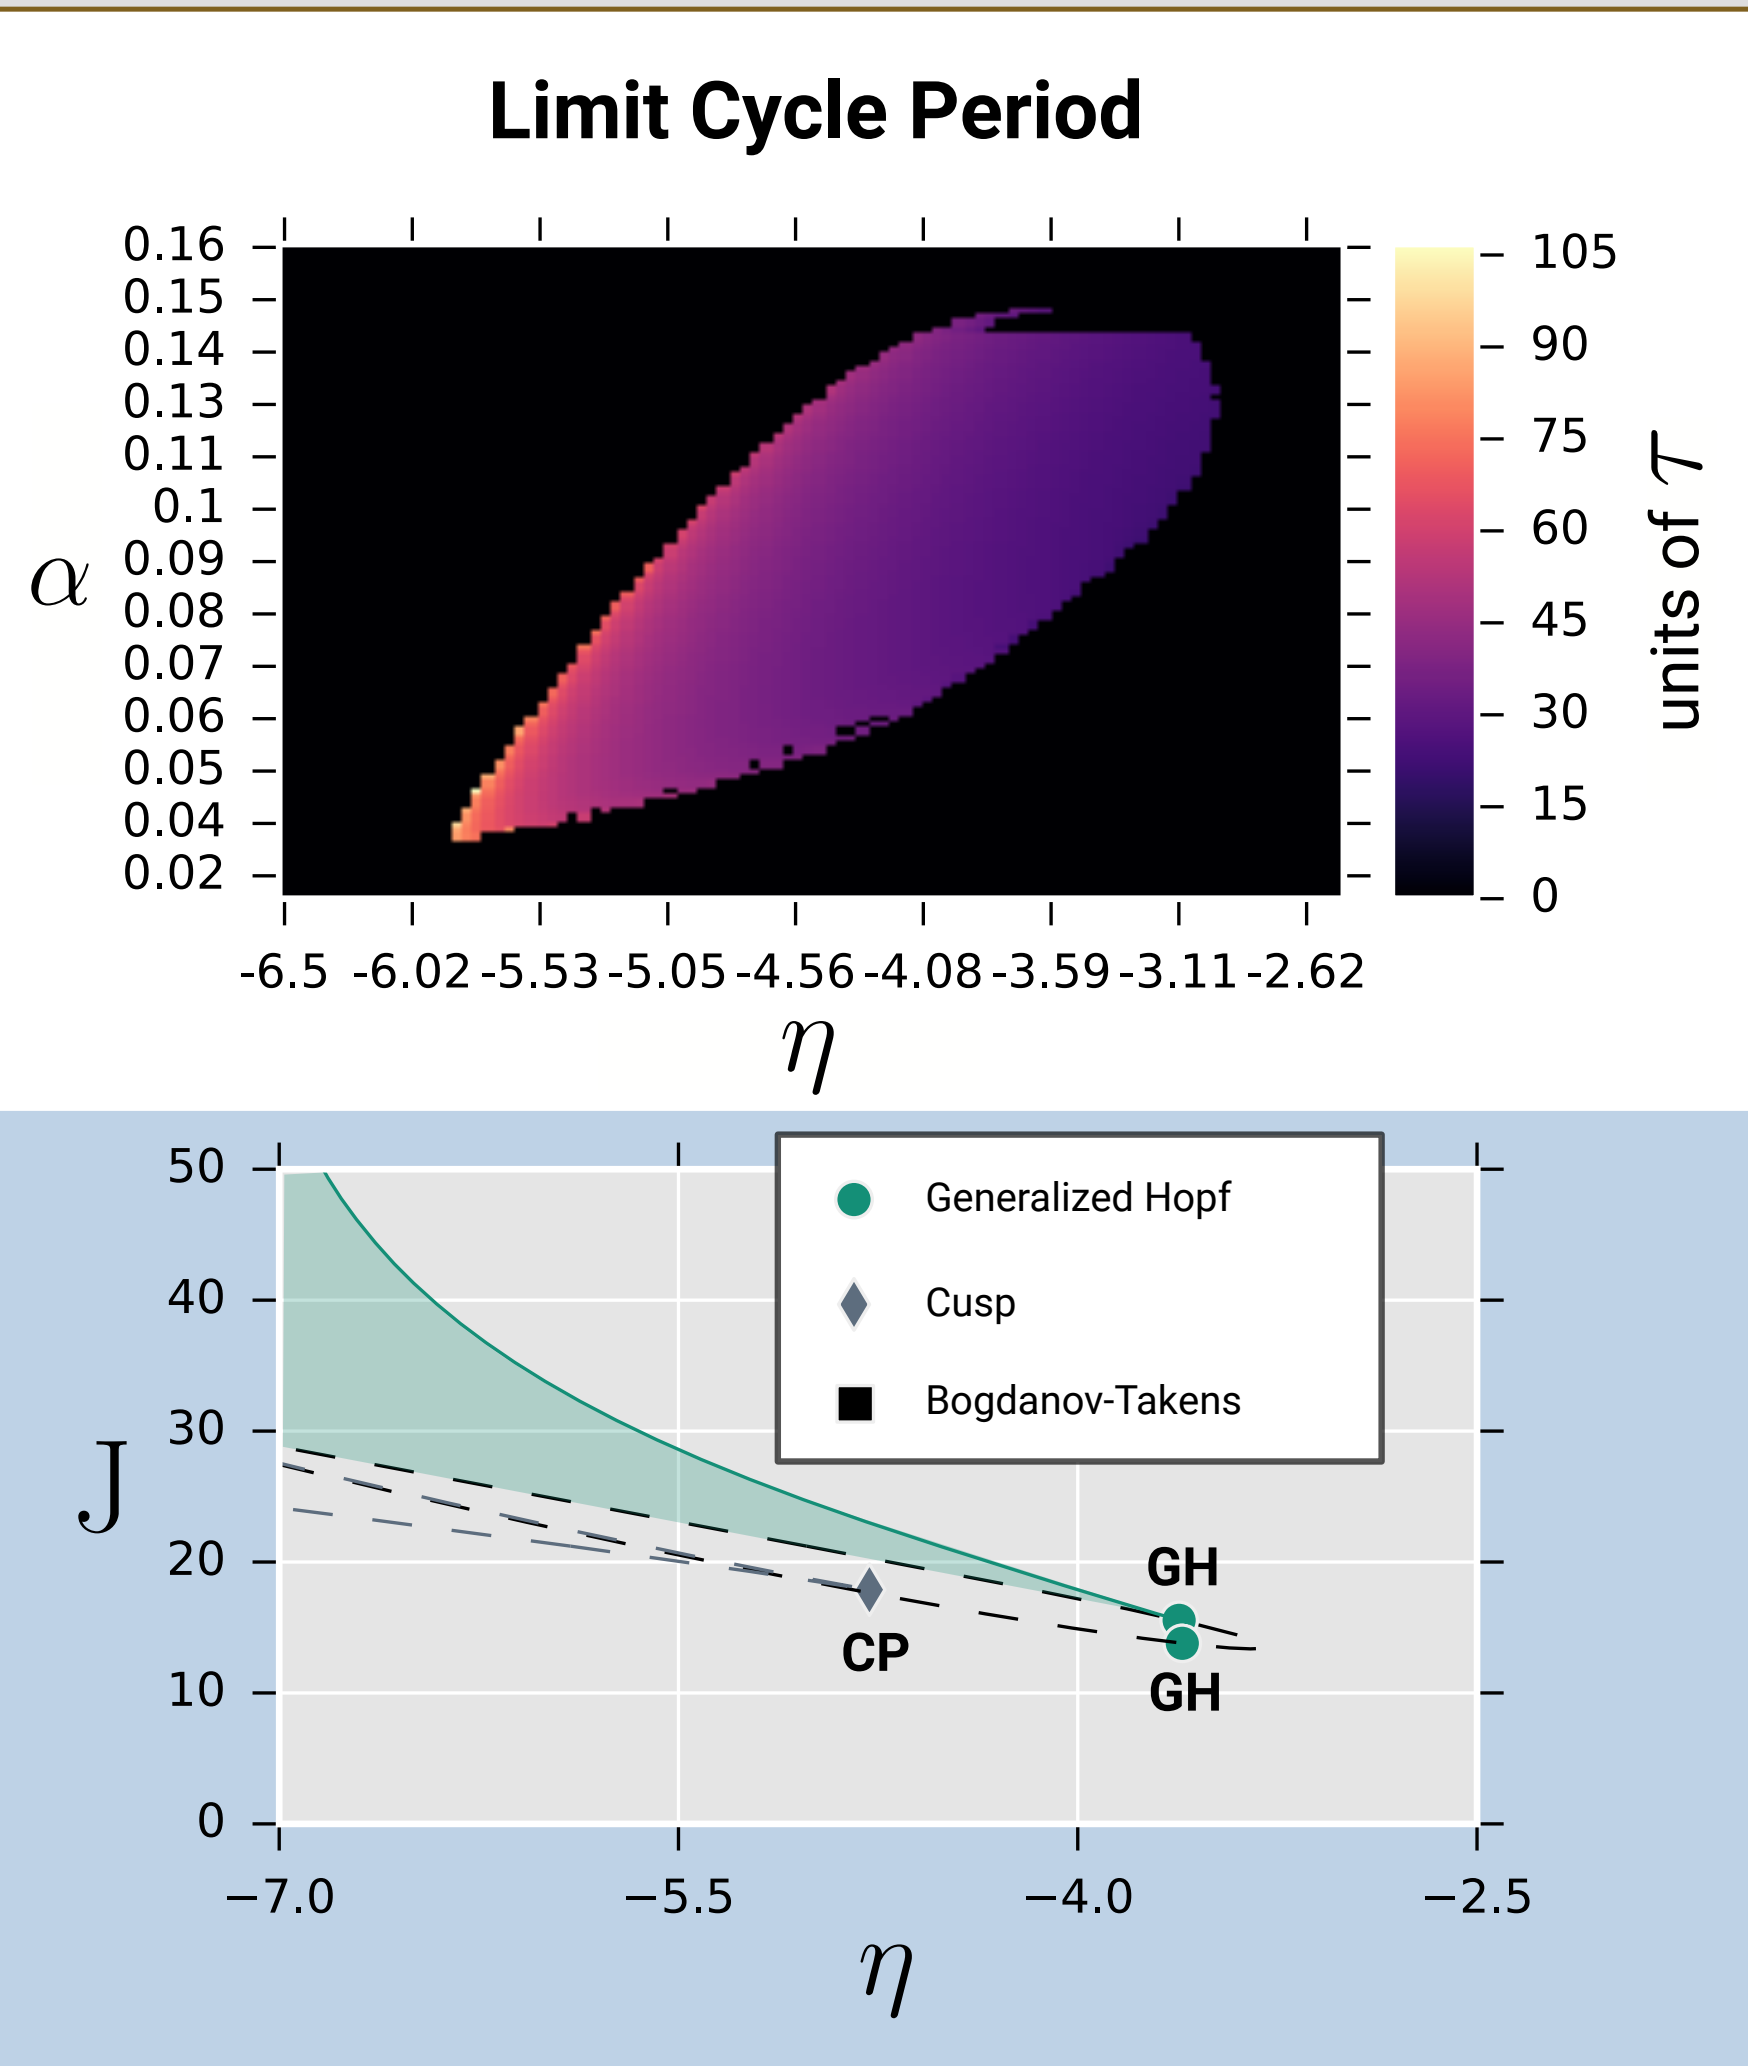 Limit Cycle Period
0.16
0.15
0.14
0.13
0.11
0.1
0.09
0.08
0.07
0.06
0.05
0.04
0.02
α
-6.5 -6.02 -5.53 -5.05 -4.56 -4.08 -3.59 -3.11 -2.62
η
105
90
75
60
45
30
15
0
units of τ
50
40
30
20
10
0
J
Generalized Hopf
Cusp
Bogdanov-Takens
GH
CP
GH
−7.0 −5.5 −4.0 −2.5
η